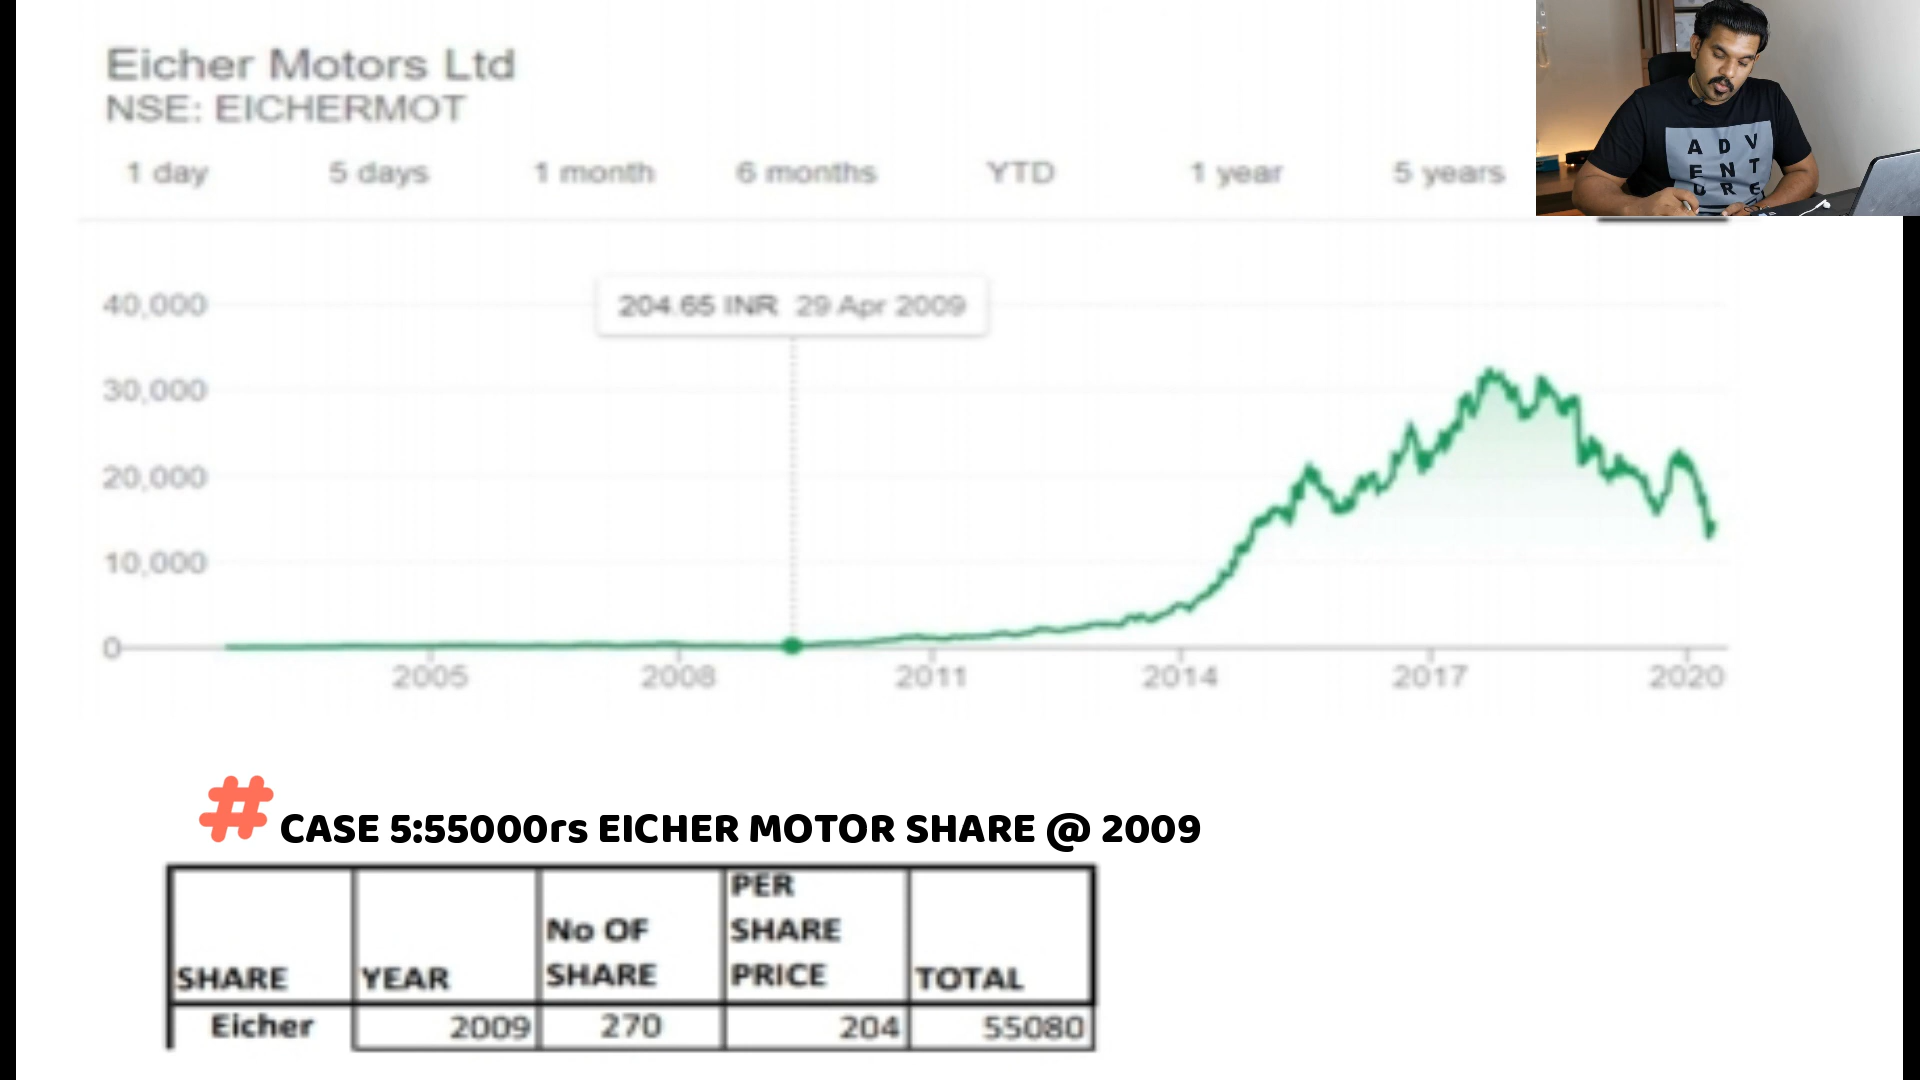 Eicher Motors Ltd
NSE: EICHERMOT
1 day 5 days 1 month 6 months YTD 1 year 5 years
204.65 INR 29 Apr 2009
40,000
30,000
20,000
10,000
0
2005 2008 2011 2014 2017 2020
A D V
E N T
U R E
# CASE 5:55000rs EICHER MOTOR SHARE @ 2009
SHARE YEAR No OF SHARE PER SHARE PRICE TOTAL
Eicher 2009 270 204 55080